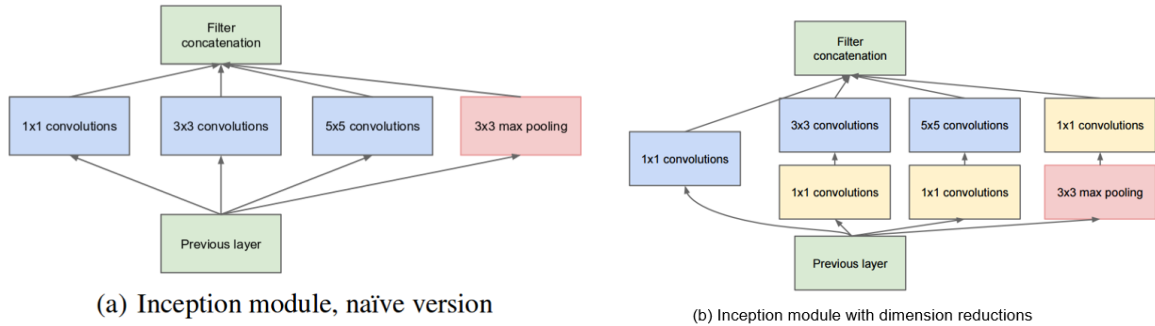 Filter
concatenation
1x1 convolutions
3x3 convolutions
5x5 convolutions
3x3 max pooling
Previous layer
(a) Inception module, naïve version
Filter
concatenation
3x3 convolutions
5x5 convolutions
1x1 convolutions
1x1 convolutions
1x1 convolutions
1x1 convolutions
3x3 max pooling
Previous layer
(b) Inception module with dimension reductions